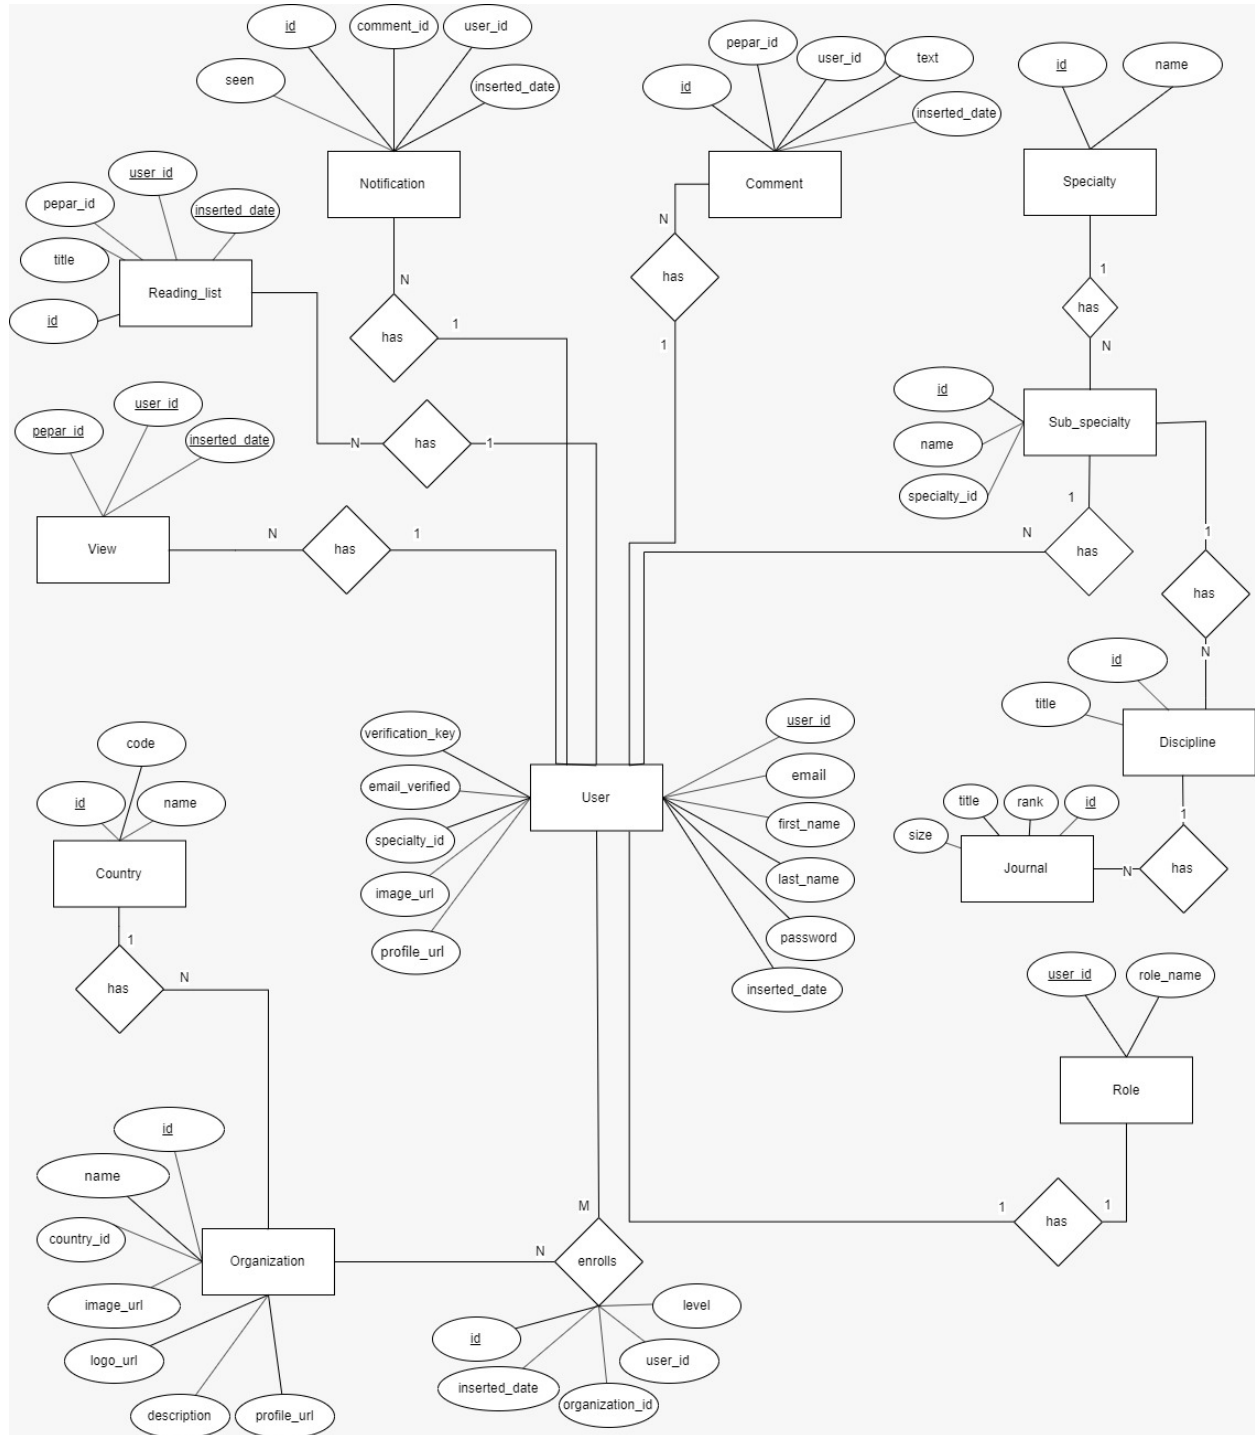 id
comment_id
user_id
seen
inserted_date
Notification
pepar_id
user_id
text
id
inserted_date
Comment
id
name
Specialty
user_id
pepar_id
inserted_date
title
Reading_list
id
N
has
1
N
has
1
1
has
N
N
has
1
user_id
pepar_id
inserted_date
View
N
has
1
id
name
specialty_id
Sub_specialty
1
N
has
1
has
N
id
title
Discipline
1
title
rank
id
size
Journal
N
has
code
id
name
Country
1
has
N
verification_key
email_verified
specialty_id
image_url
profile_url
User
user_id
email
first_name
last_name
password
inserted_date
user_id
role_name
Role
1
has
1
id
name
country_id
image_url
logo_url
description
profile_url
Organization
M
N
enrolls
level
id
user_id
inserted_date
organization_id